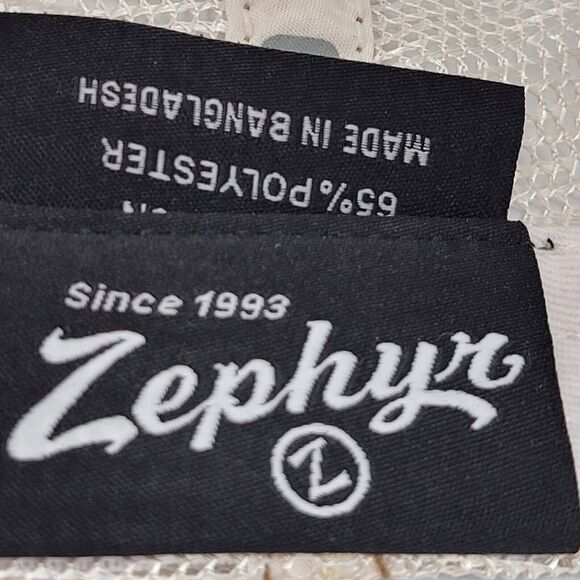 MADE IN BANGLADESH
65% POLYESTER
Since 1993
Zephyr
Z